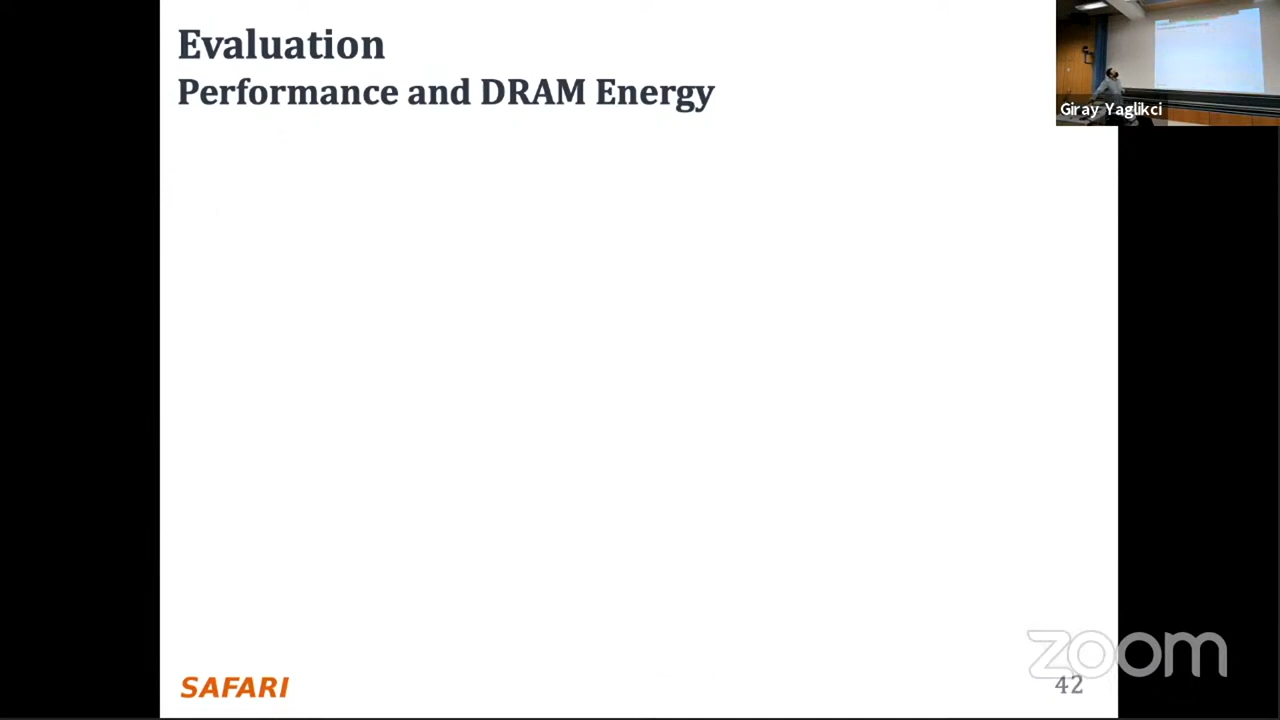 Evaluation
Performance and DRAM Energy
Giray Yaglikci
SAFARI
42
zoom